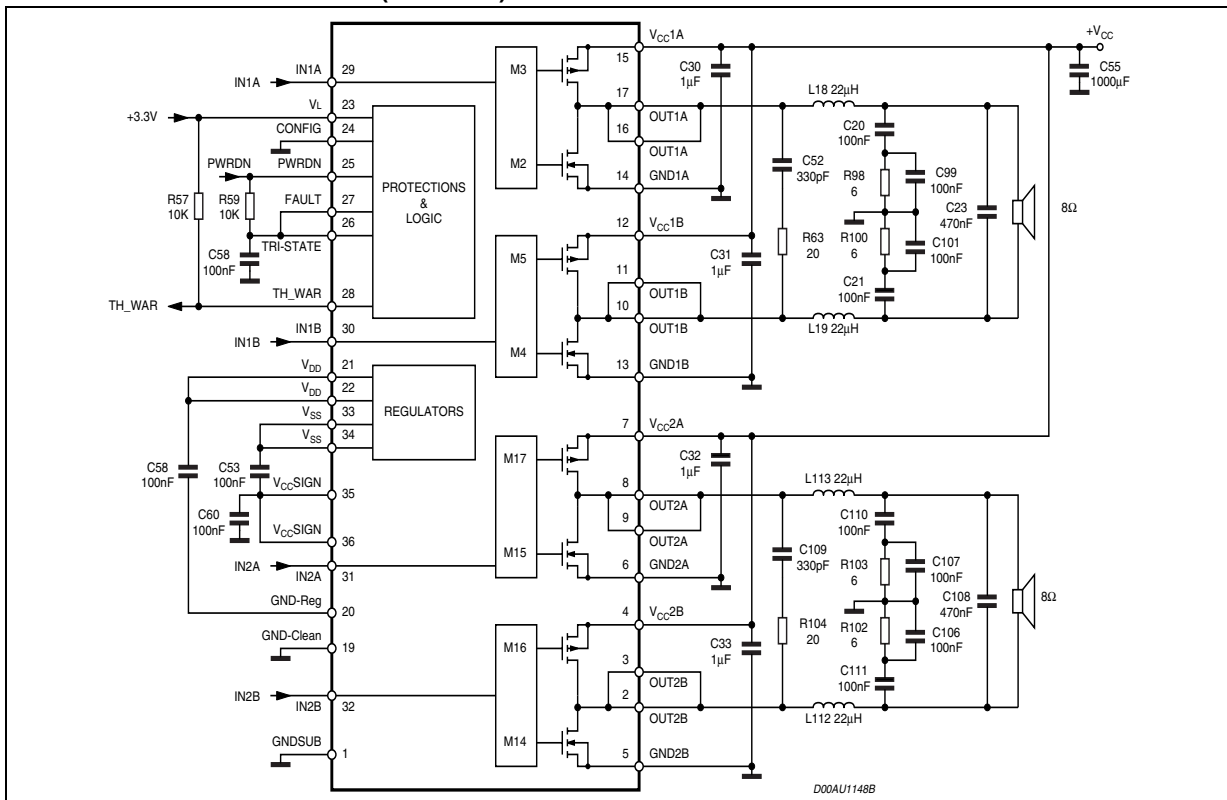 +VCC
C55
1000µF
VCC1A
15
C30
1µF
M3
IN1A 29
IN1A
17
OUT1A
16
OUT1A
L18 22µH
VL 23
+3.3V
CONFIG 24
PWRDN
PWRDN 25
FAULT 27
26
TRI-STATE
R57
10K
R59
10K
C58
100nF
PROTECTIONS
&
LOGIC
M2
14 GND1A
C52
330pF
C20
100nF
R98
6
C99
100nF
C23
470nF
8Ω
R63
20
R100
6
C101
100nF
C21
100nF
12 VCC1B
M5
C31
1µF
11
OUT1B
10
OUT1B
L19 22µH
TH_WAR
TH_WAR 28
IN1B 30
IN1B
M4
13 GND1B
VDD 21
VDD 22
VSS 33
VSS 34
REGULATORS
C58
100nF
C53
100nF
VCCSIGN 35
C60
100nF
VCCSIGN 36
7 VCC2A
M17
C32
1µF
8
OUT2A
9
OUT2A
L113 22µH
IN2A
IN2A 31
M15
6 GND2A
C109
330pF
C110
100nF
R103
6
C107
100nF
C108
470nF
8Ω
R104
20
R102
6
C106
100nF
C111
100nF
GND-Reg 20
GND-Clean 19
4 VCC2B
M16
C33
1µF
3
OUT2B
2
OUT2B
L112 22µH
IN2B
IN2B 32
M14
GNDSUB 1
5 GND2B
D00AU1148B